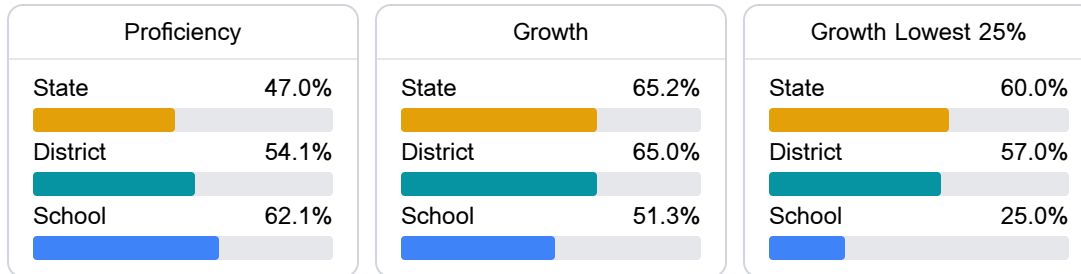 Proficiency
State 47.0%
District 54.1%
School 62.1%
Growth
State 65.2%
District 65.0%
School 51.3%
Growth Lowest 25%
State 60.0%
District 57.0%
School 25.0%